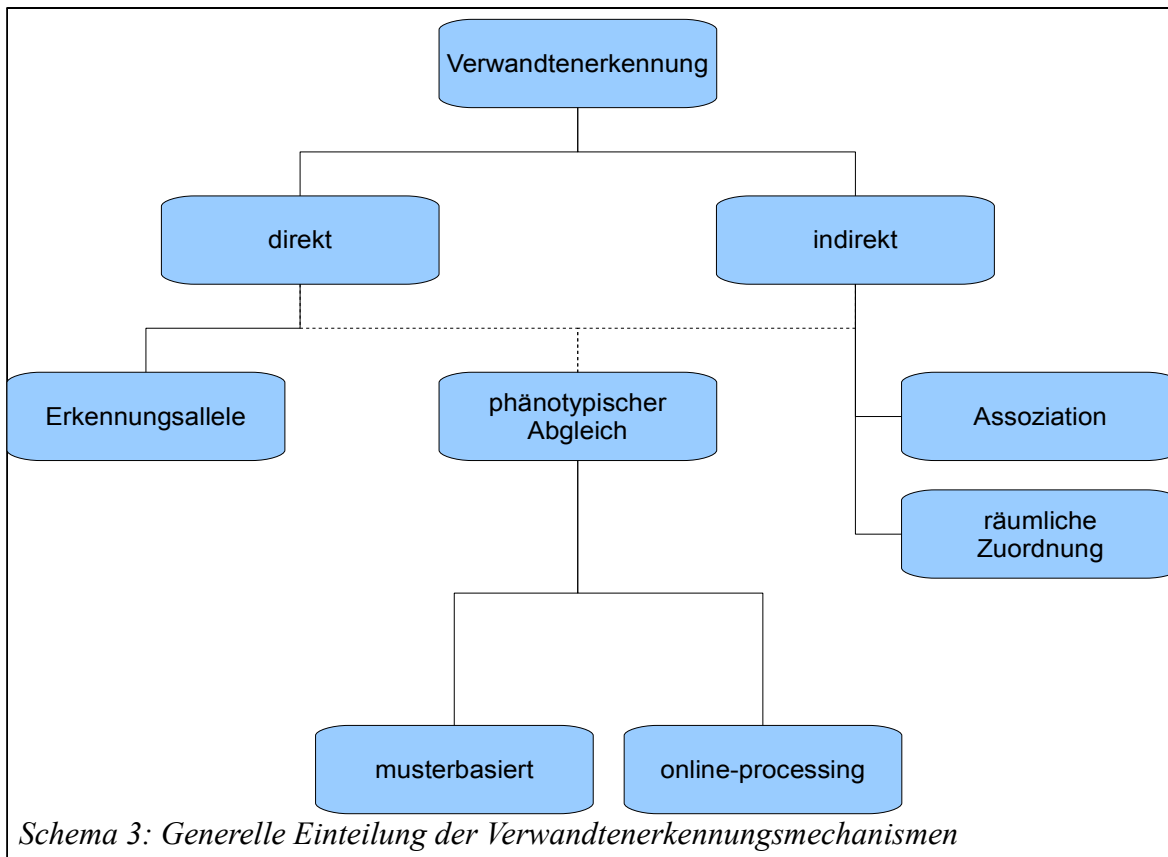 Verwandtenerkennung
direkt
indirekt
Erkennungsallele
phänotypischer
Abgleich
Assoziation
räumliche
Zuordnung
musterbasiert
online-processing
Schema 3: Generelle Einteilung der Verwandtenerkennungsmechanismen